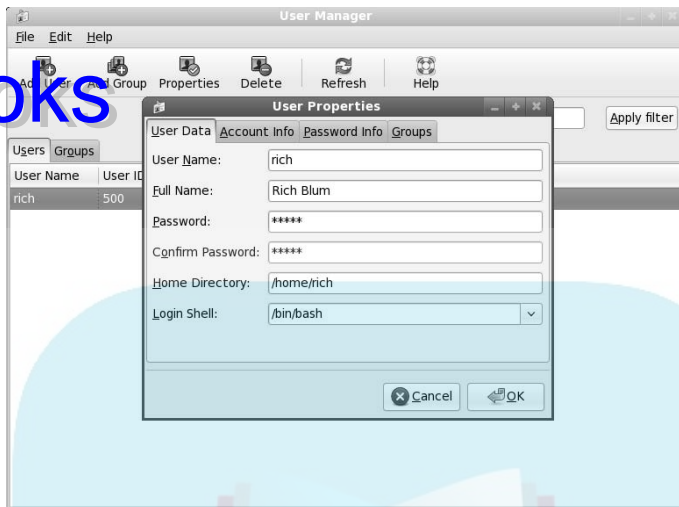 User Manager
File Edit Help
Add User Add Group Properties Delete Refresh Help
oks
Apply filter
Users Groups
User Name User ID
rich 500
User Properties
User Data Account Info Password Info Groups
User Name: rich
Full Name: Rich Blum
Password: *****
Confirm Password: *****
Home Directory: /home/rich
Login Shell: /bin/bash
Cancel OK